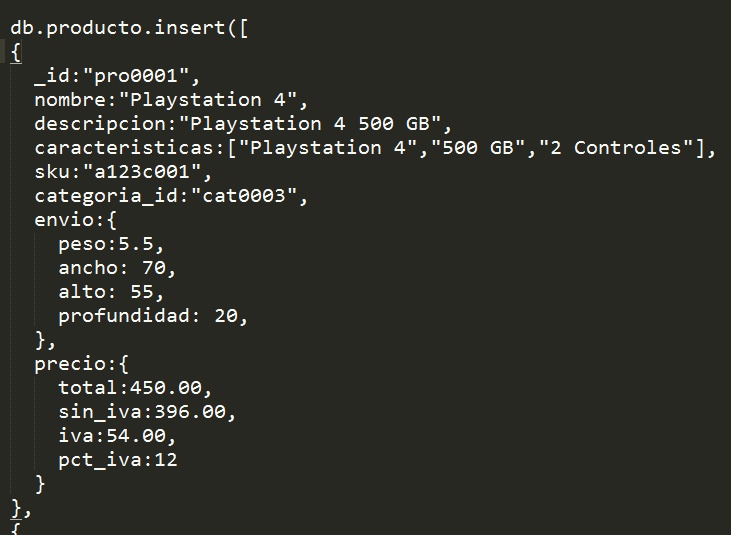 db.producto.insert([
{
_id:"pro0001",
nombre:"Playstation 4",
descripcion:"Playstation 4 500 GB",
caracteristicas:["Playstation 4","500 GB","2 Controles"],
sku:"a123c001",
categoria_id:"cat0003",
envio:{
peso:5.5,
ancho: 70,
alto: 55,
profundidad: 20,
},
precio:{
total:450.00,
sin_iva:396.00,
iva:54.00,
pct_iva:12
}
},
{